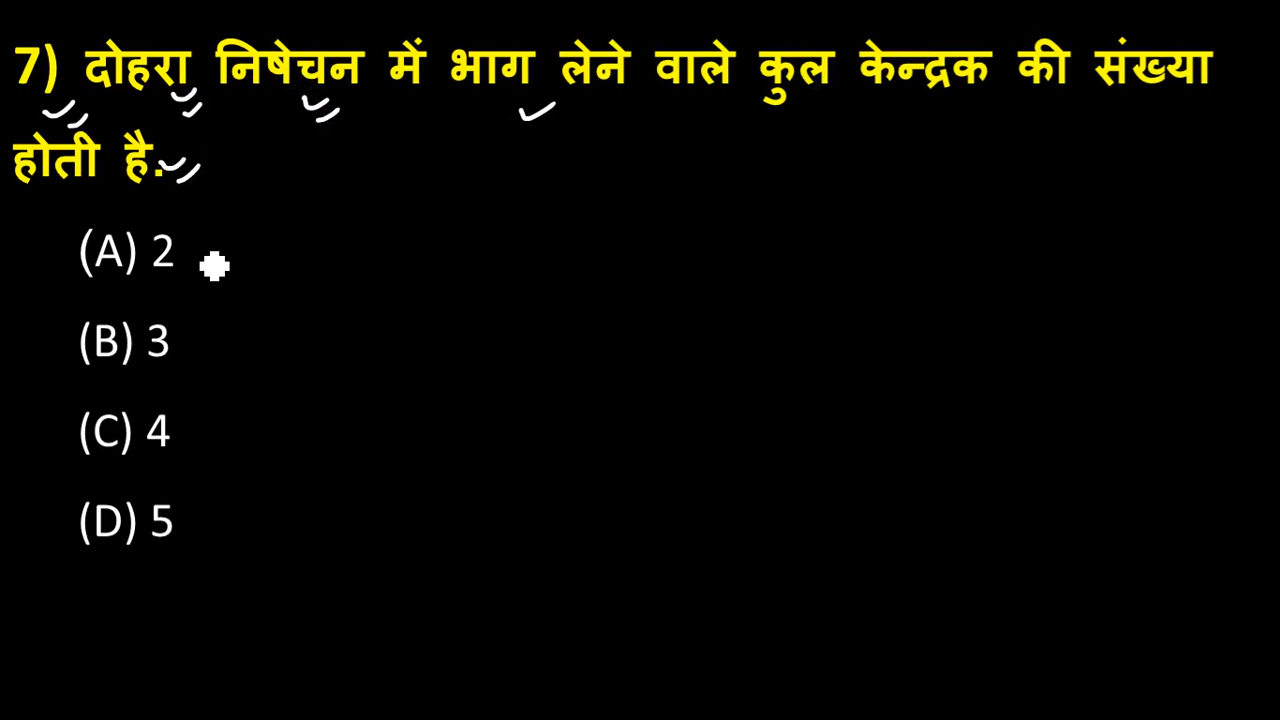 7) दोहरा निषेचन में भाग लेने वाले कुल केन्द्रक की संख्या
होती है.
(A) 2
(B) 3
(C) 4
(D) 5